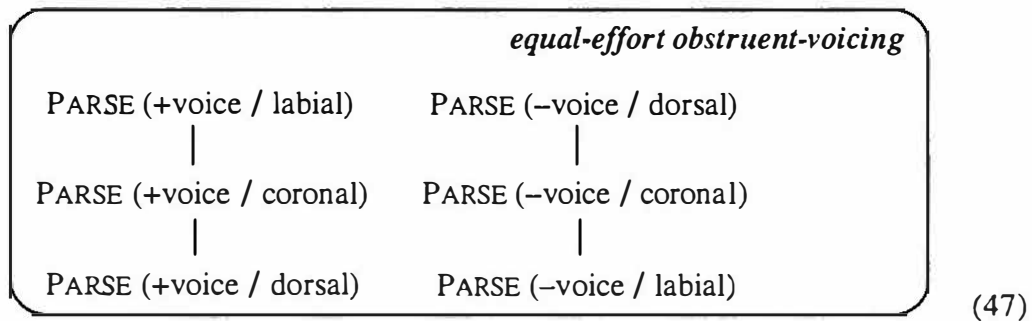 equal-effort obstruent-voicing
PARSE (+voice / labial) PARSE (–voice / dorsal)
PARSE (+voice / coronal) PARSE (–voice / coronal)
PARSE (+voice / dorsal) PARSE (–voice / labial)
(47)